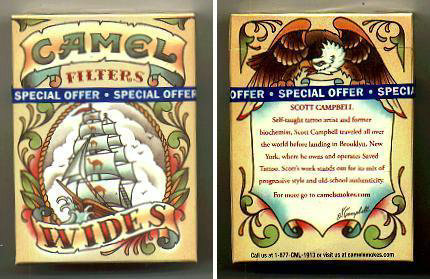 CAMEL
FILTERS
SPECIAL OFFER • SPECIAL OFFER
WIDES
OFFER • SPECIAL OFFER • SPECIAL
SCOTT CAMPBELL
Self-taught tattoo artist and former
biochemist, Scott Campbell traveled all over
the world before landing in Brooklyn, New
York, where he owns and operates Saved
Tattoo. Scott's work stands out for its mix of
progressive style and old-school authenticity.
For more go to camelsmokes.com
Campbell
Call us at 1-877-CML-1913 or visit us at camelsmokes.com